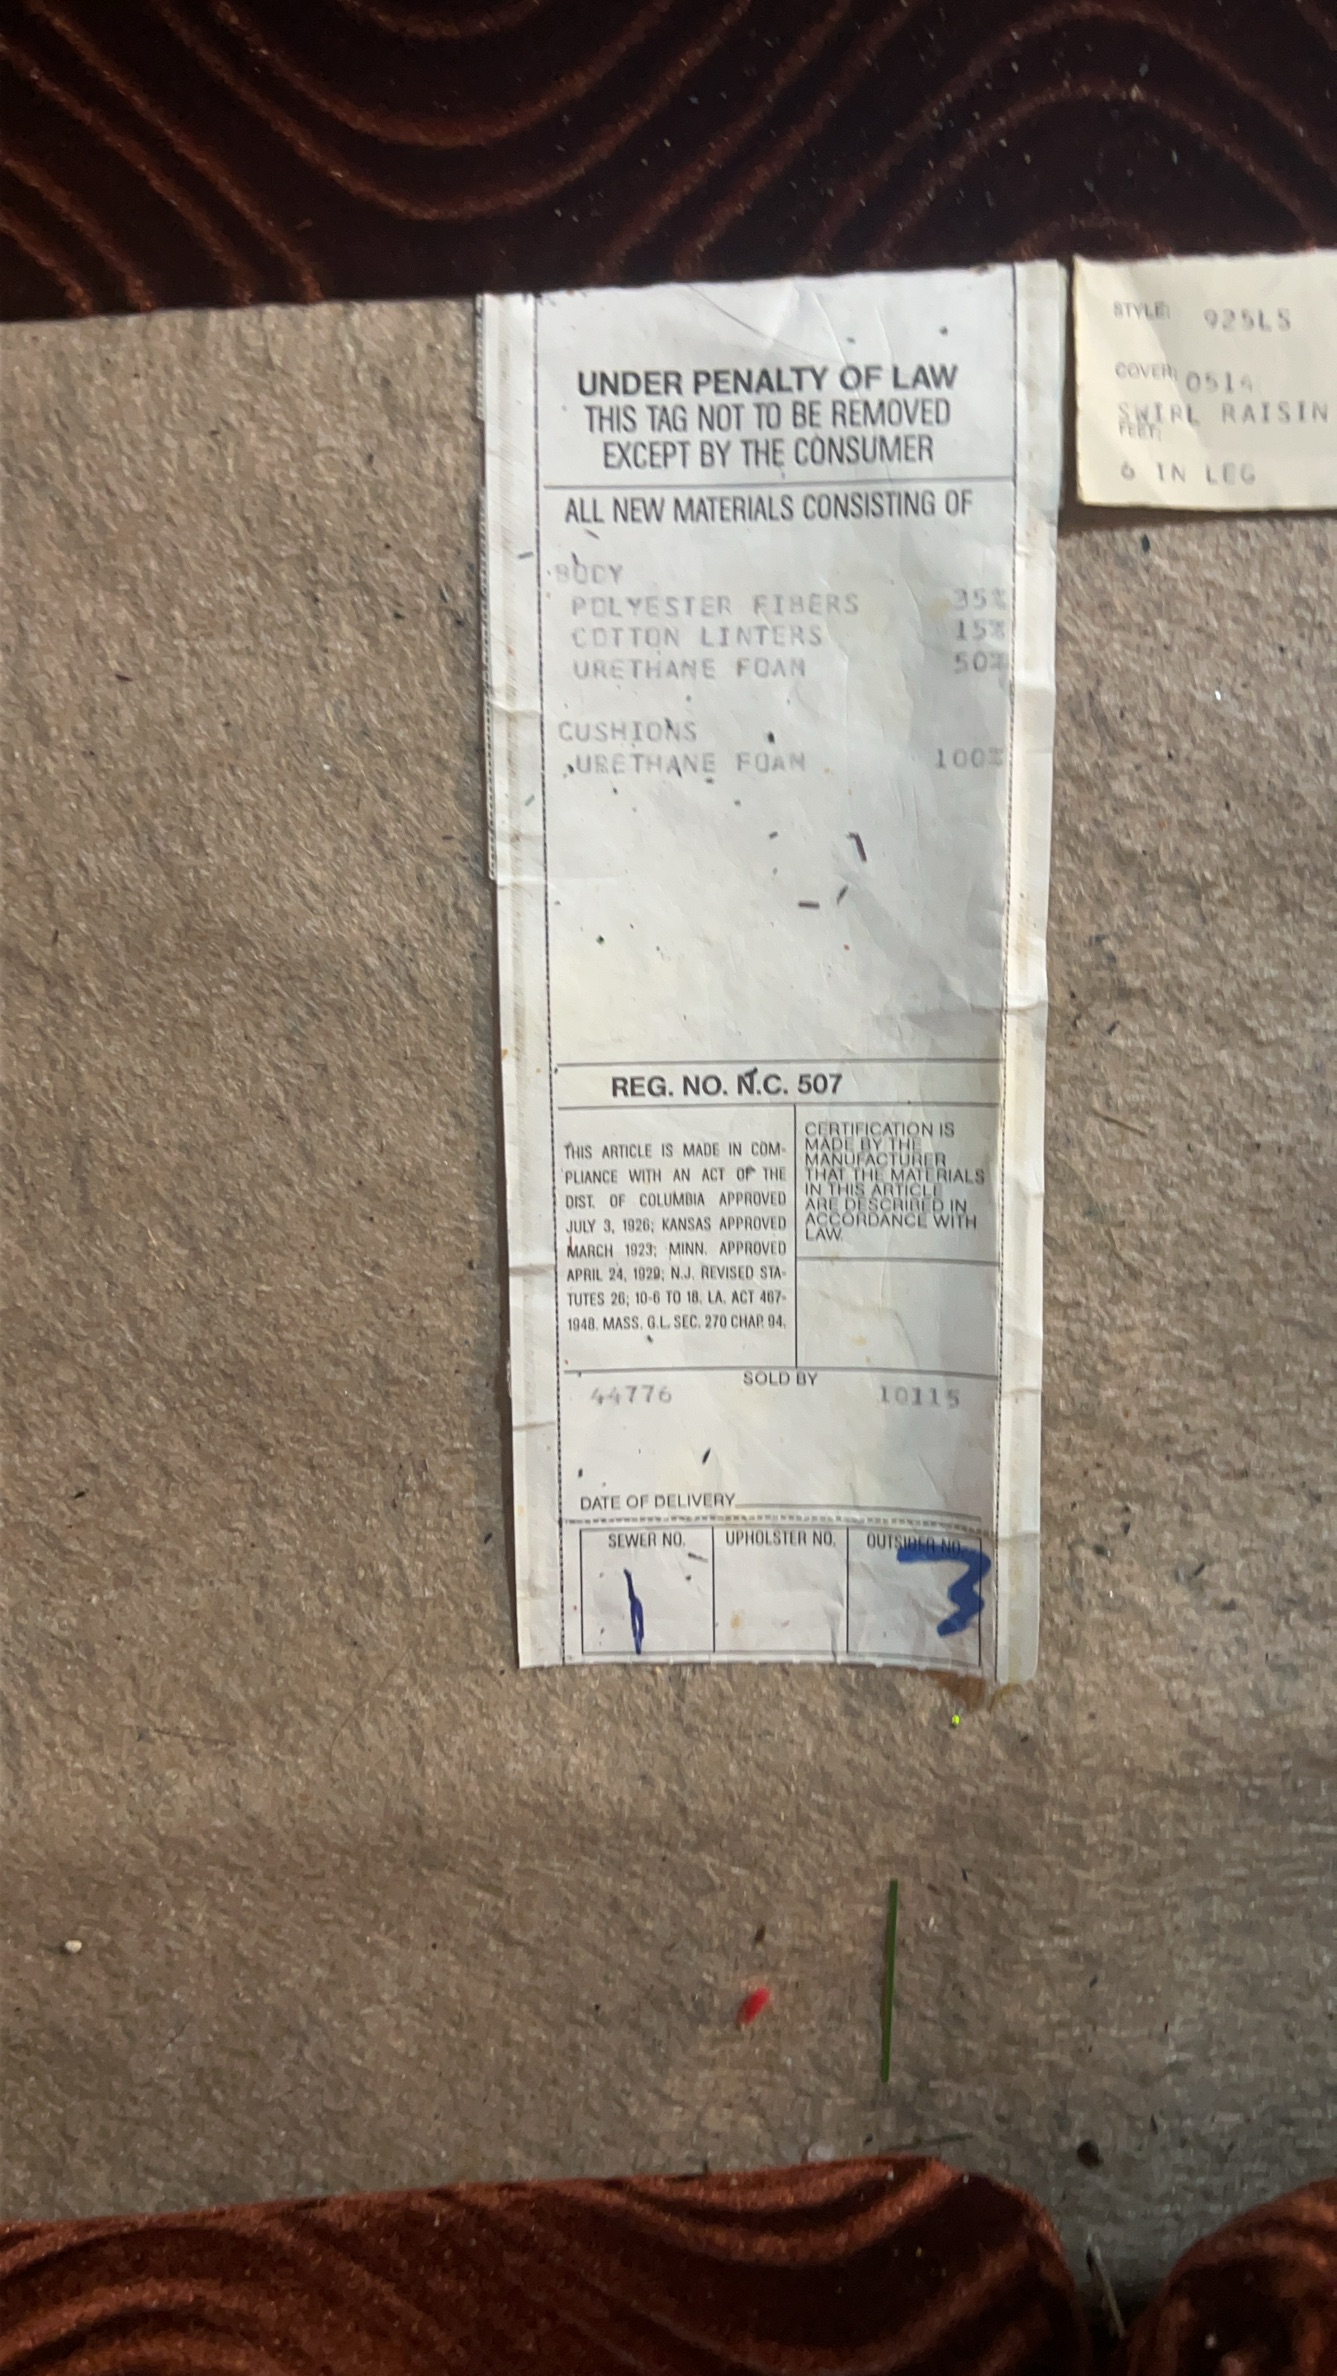 UNDER PENALTY OF LAW
THIS TAG NOT TO BE REMOVED
EXCEPT BY THE CONSUMER
ALL NEW MATERIALS CONSISTING OF
BODY
POLYESTER FIBERS 35%
COTTON LINTERS 15%
URETHANE FOAM 50%
CUSHIONS
URETHANE FOAM 100%
REG. NO. N.C. 507
THIS ARTICLE IS MADE IN COM-
PLIANCE WITH AN ACT OF THE
DIST. OF COLUMBIA APPROVED
JULY 3, 1926; KANSAS APPROVED
MARCH 1923; MINN. APPROVED
APRIL 24, 1929; N.J. REVISED STA-
TUTES 26; 10-6 TO 18. LA. ACT 467-
1948. MASS. G.L. SEC. 270 CHAP. 94.
CERTIFICATION IS
MADE BY THE
MANUFACTURER
THAT THE MATERIALS
IN THIS ARTICLE
ARE DESCRIBED IN
ACCORDANCE WITH
LAW.
SOLD BY
44776 10115
DATE OF DELIVERY
SEWER NO. UPHOLSTER NO. OUTSIDER NO.
1 3
STYLE: 925LS
COVER: 0514
SWIRL RAISIN
FEET:
6 IN LEG